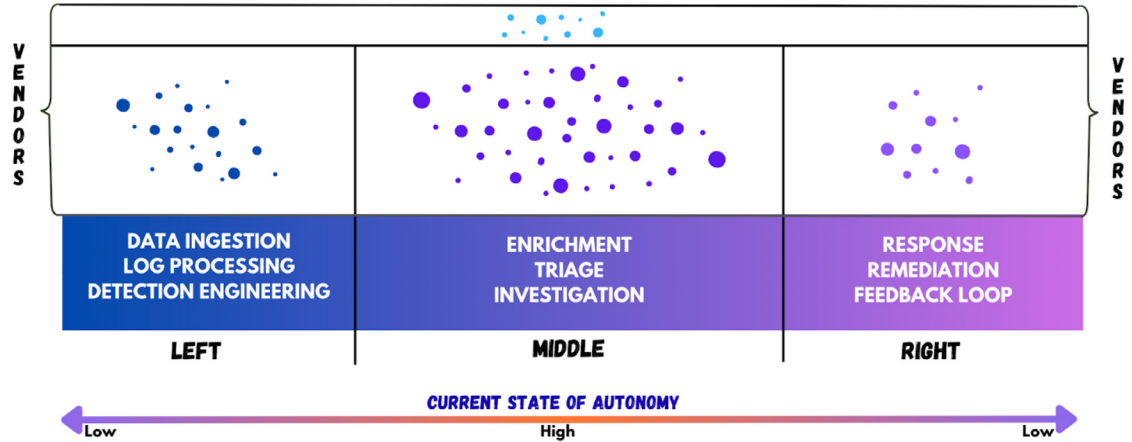 VENDORS
VENDORS
DATA INGESTION
LOG PROCESSING
DETECTION ENGINEERING
ENRICHMENT
TRIAGE
INVESTIGATION
RESPONSE
REMEDIATION
FEEDBACK LOOP
LEFT
MIDDLE
RIGHT
CURRENT STATE OF AUTONOMY
Low
High
Low